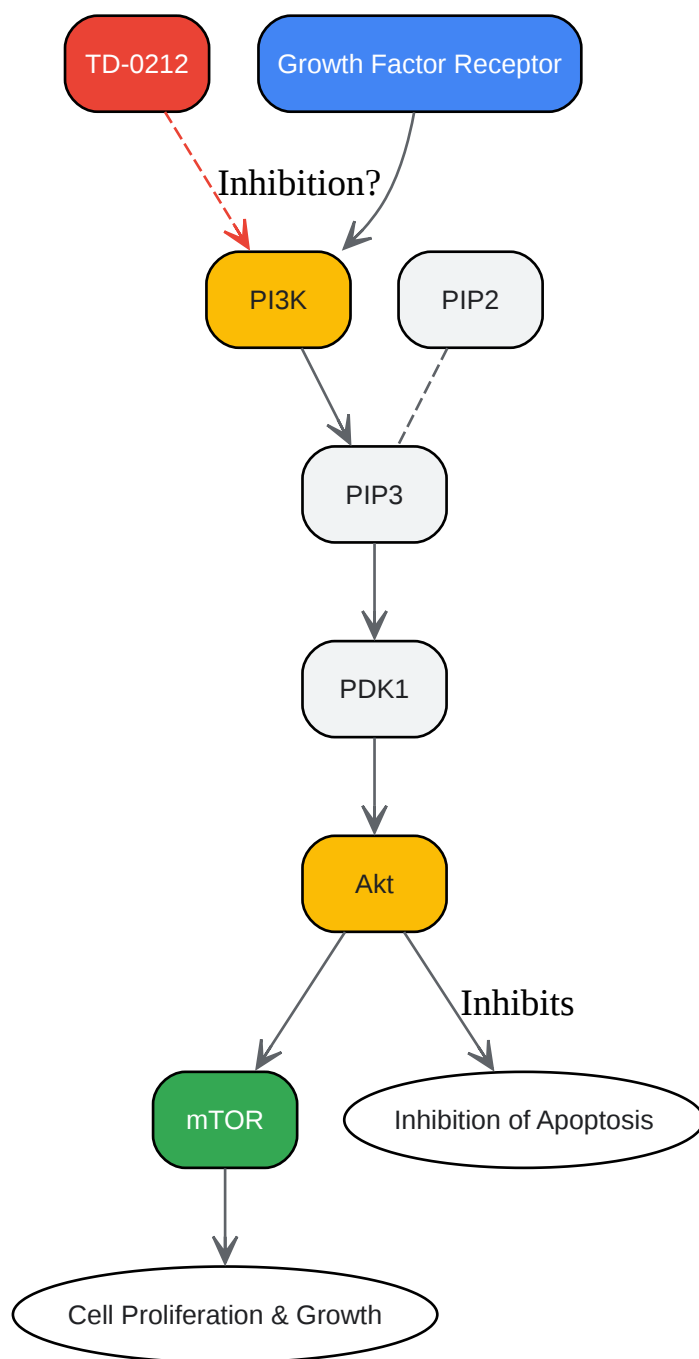 TD-0212
Growth Factor Receptor
Inhibition?
PI3K
PIP2
PIP3
PDK1
Akt
Inhibits
mTOR
Inhibition of Apoptosis
Cell Proliferation & Growth